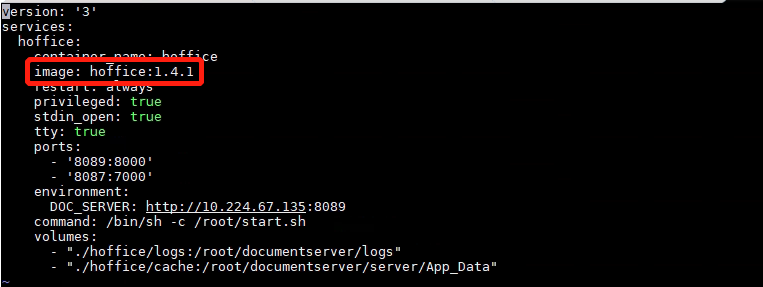 version: '3'
services:
  hoffice:
    container_name: hoffice
    image: hoffice:1.4.1
    restart: always
    privileged: true
    stdin_open: true
    tty: true
    ports:
      - '8089:8000'
      - '8087:7000'
    environment:
      DOC_SERVER: http://10.224.67.135:8089
    command: /bin/sh -c /root/start.sh
    volumes:
      - "./hoffice/logs:/root/documentserver/logs"
      - "./hoffice/cache:/root/documentserver/server/App_Data"
~